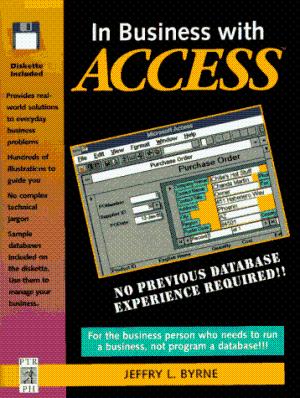 In Business with
ACCESS
Diskette
Included
Provides real-
world solutions
to everyday
business
problems
Hundreds of
illustrations to
guide you
No complex
technical
jargon
Sample
databases
included on
the diskette.
Use them to
manage your
business.
Microsoft Access
File Edit View Format Window Help
Purchase Order
Purchase Order
Supplier ID
NO PREVIOUS DATABASE
EXPERIENCE REQUIRED!!
For the business person who needs to run
a business, not program a database!!!
PTR
PH
JEFFRY L. BYRNE